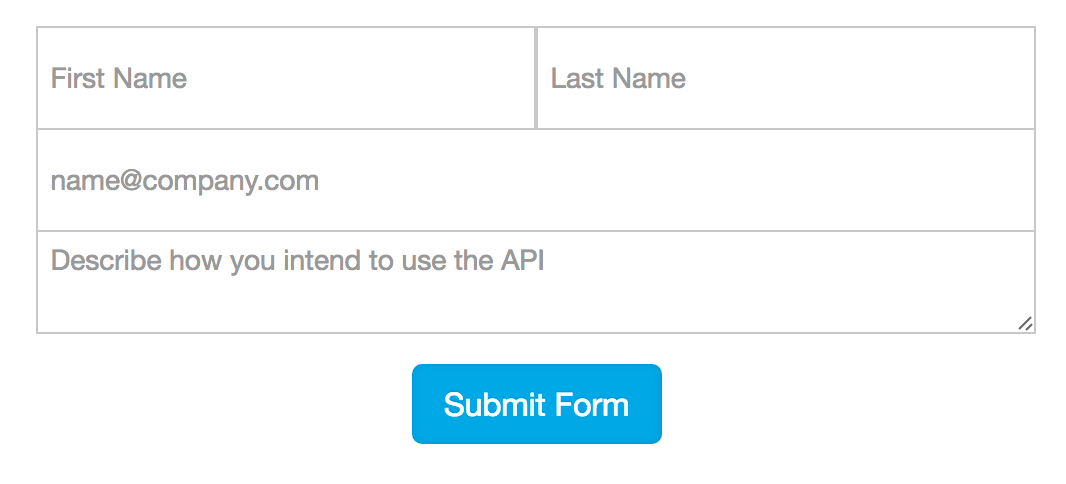 First Name Last Name
name@company.com
Describe how you intend to use the API
Submit Form